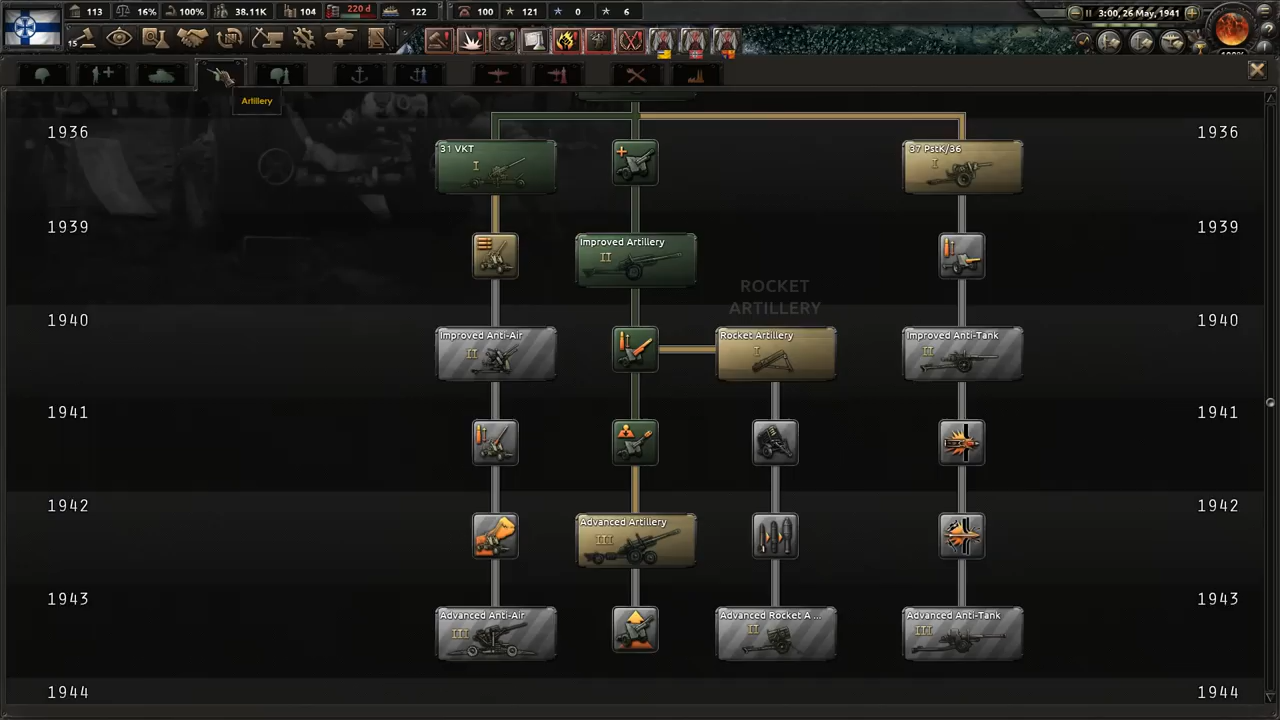 113 16% 100% 38.11K 104 220 d 122 100 121 0 6 3:00, 26 May, 1941
15
Artillery
1936 1936
31 VKT
I
37 PstK/36
I
1939 1939
Improved Artillery
II
ROCKET
ARTILLERY
1940 1940
Improved Anti-Air
II
Rocket Artillery
I
Improved Anti-Tank
II
1941 1941
1942 1942
Advanced Artillery
III
1943 1943
Advanced Anti-Air
III
Advanced Rocket A ...
II
Advanced Anti-Tank
III
1944 1944